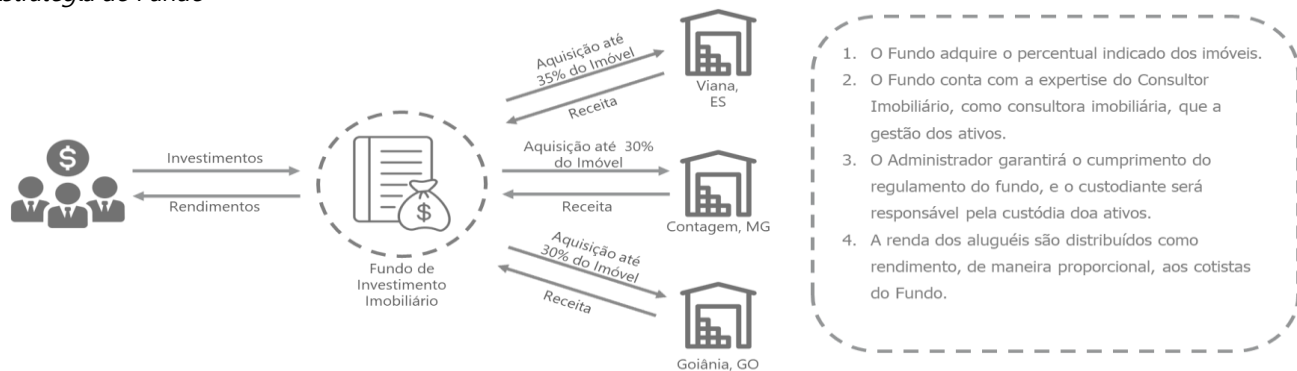 Estratégia do Fundo
Investimentos
Rendimentos
$
$
Fundo de
Investimento
Imobiliário
Aquisição até
35% do Imóvel
Receita
Viana,
ES
Aquisição até 30%
do Imóvel
Receita
Contagem, MG
Aquisição até
30% do Imóvel
Receita
Goiânia, GO
1. O Fundo adquire o percentual indicado dos imóveis.
2. O Fundo conta com a expertise do Consultor
Imobiliário, como consultora imobiliária, que a
gestão dos ativos.
3. O Administrador garantirá o cumprimento do
regulamento do fundo, e o custodiante será
responsável pela custódia doa ativos.
4. A renda dos aluguéis são distribuídos como
rendimento, de maneira proporcional, aos cotistas
do Fundo.